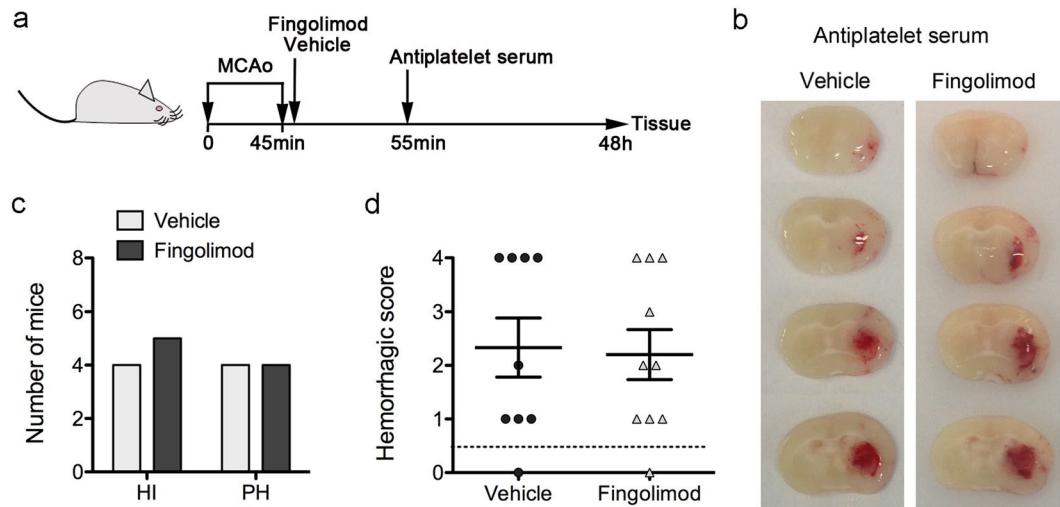 a
Fingolimod
Vehicle
MCAo
Antiplatelet serum
Tissue
0 45min 55min 48h
b
Antiplatelet serum
Vehicle Fingolimod
c
Vehicle
Fingolimod
Number of mice
8
6
4
2
0
HI PH
d
Hemorrhagic score
4
3
2
1
0
Vehicle Fingolimod